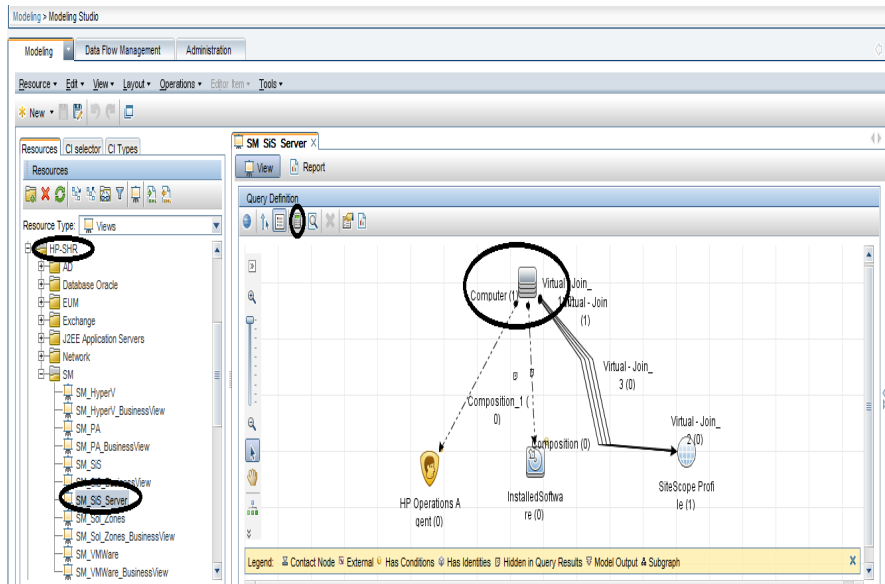 Modeling > Modeling Studio
Modeling Data Flow Management Administration
Resource Edit View Layout Operations Editor Item Tools
New
Resources CI selector CI Types
Resources
Resource Type: Views
HP-SHR
AD
Database Oracle
EUM
Exchange
J2EE Application Servers
Network
SM
SM_HyperV
SM_HyperV_BusinessView
SM_PA
SM_PA_BusinessView
SM_SiS
SM_SiS_BusinessView
SM_SiS_Server
SM_Sol_Zones
SM_Sol_Zones_BusinessView
SM_VMWare
SM_VMWare_BusinessView
SM SiS Server
View Report
Query Definition
Computer (1)
Virtual - Join_
Virtual - Join
(1)
Virtual - Join_
3 (0)
Composition_1 (
0)
Composition (0)
Virtual - Join_
2 (0)
HP Operations A
gent (0)
InstalledSoftwa
re (0)
SiteScope Profi
le (1)
Legend: Contact Node External Has Conditions Has Identities Hidden in Query Results Model Output Subgraph